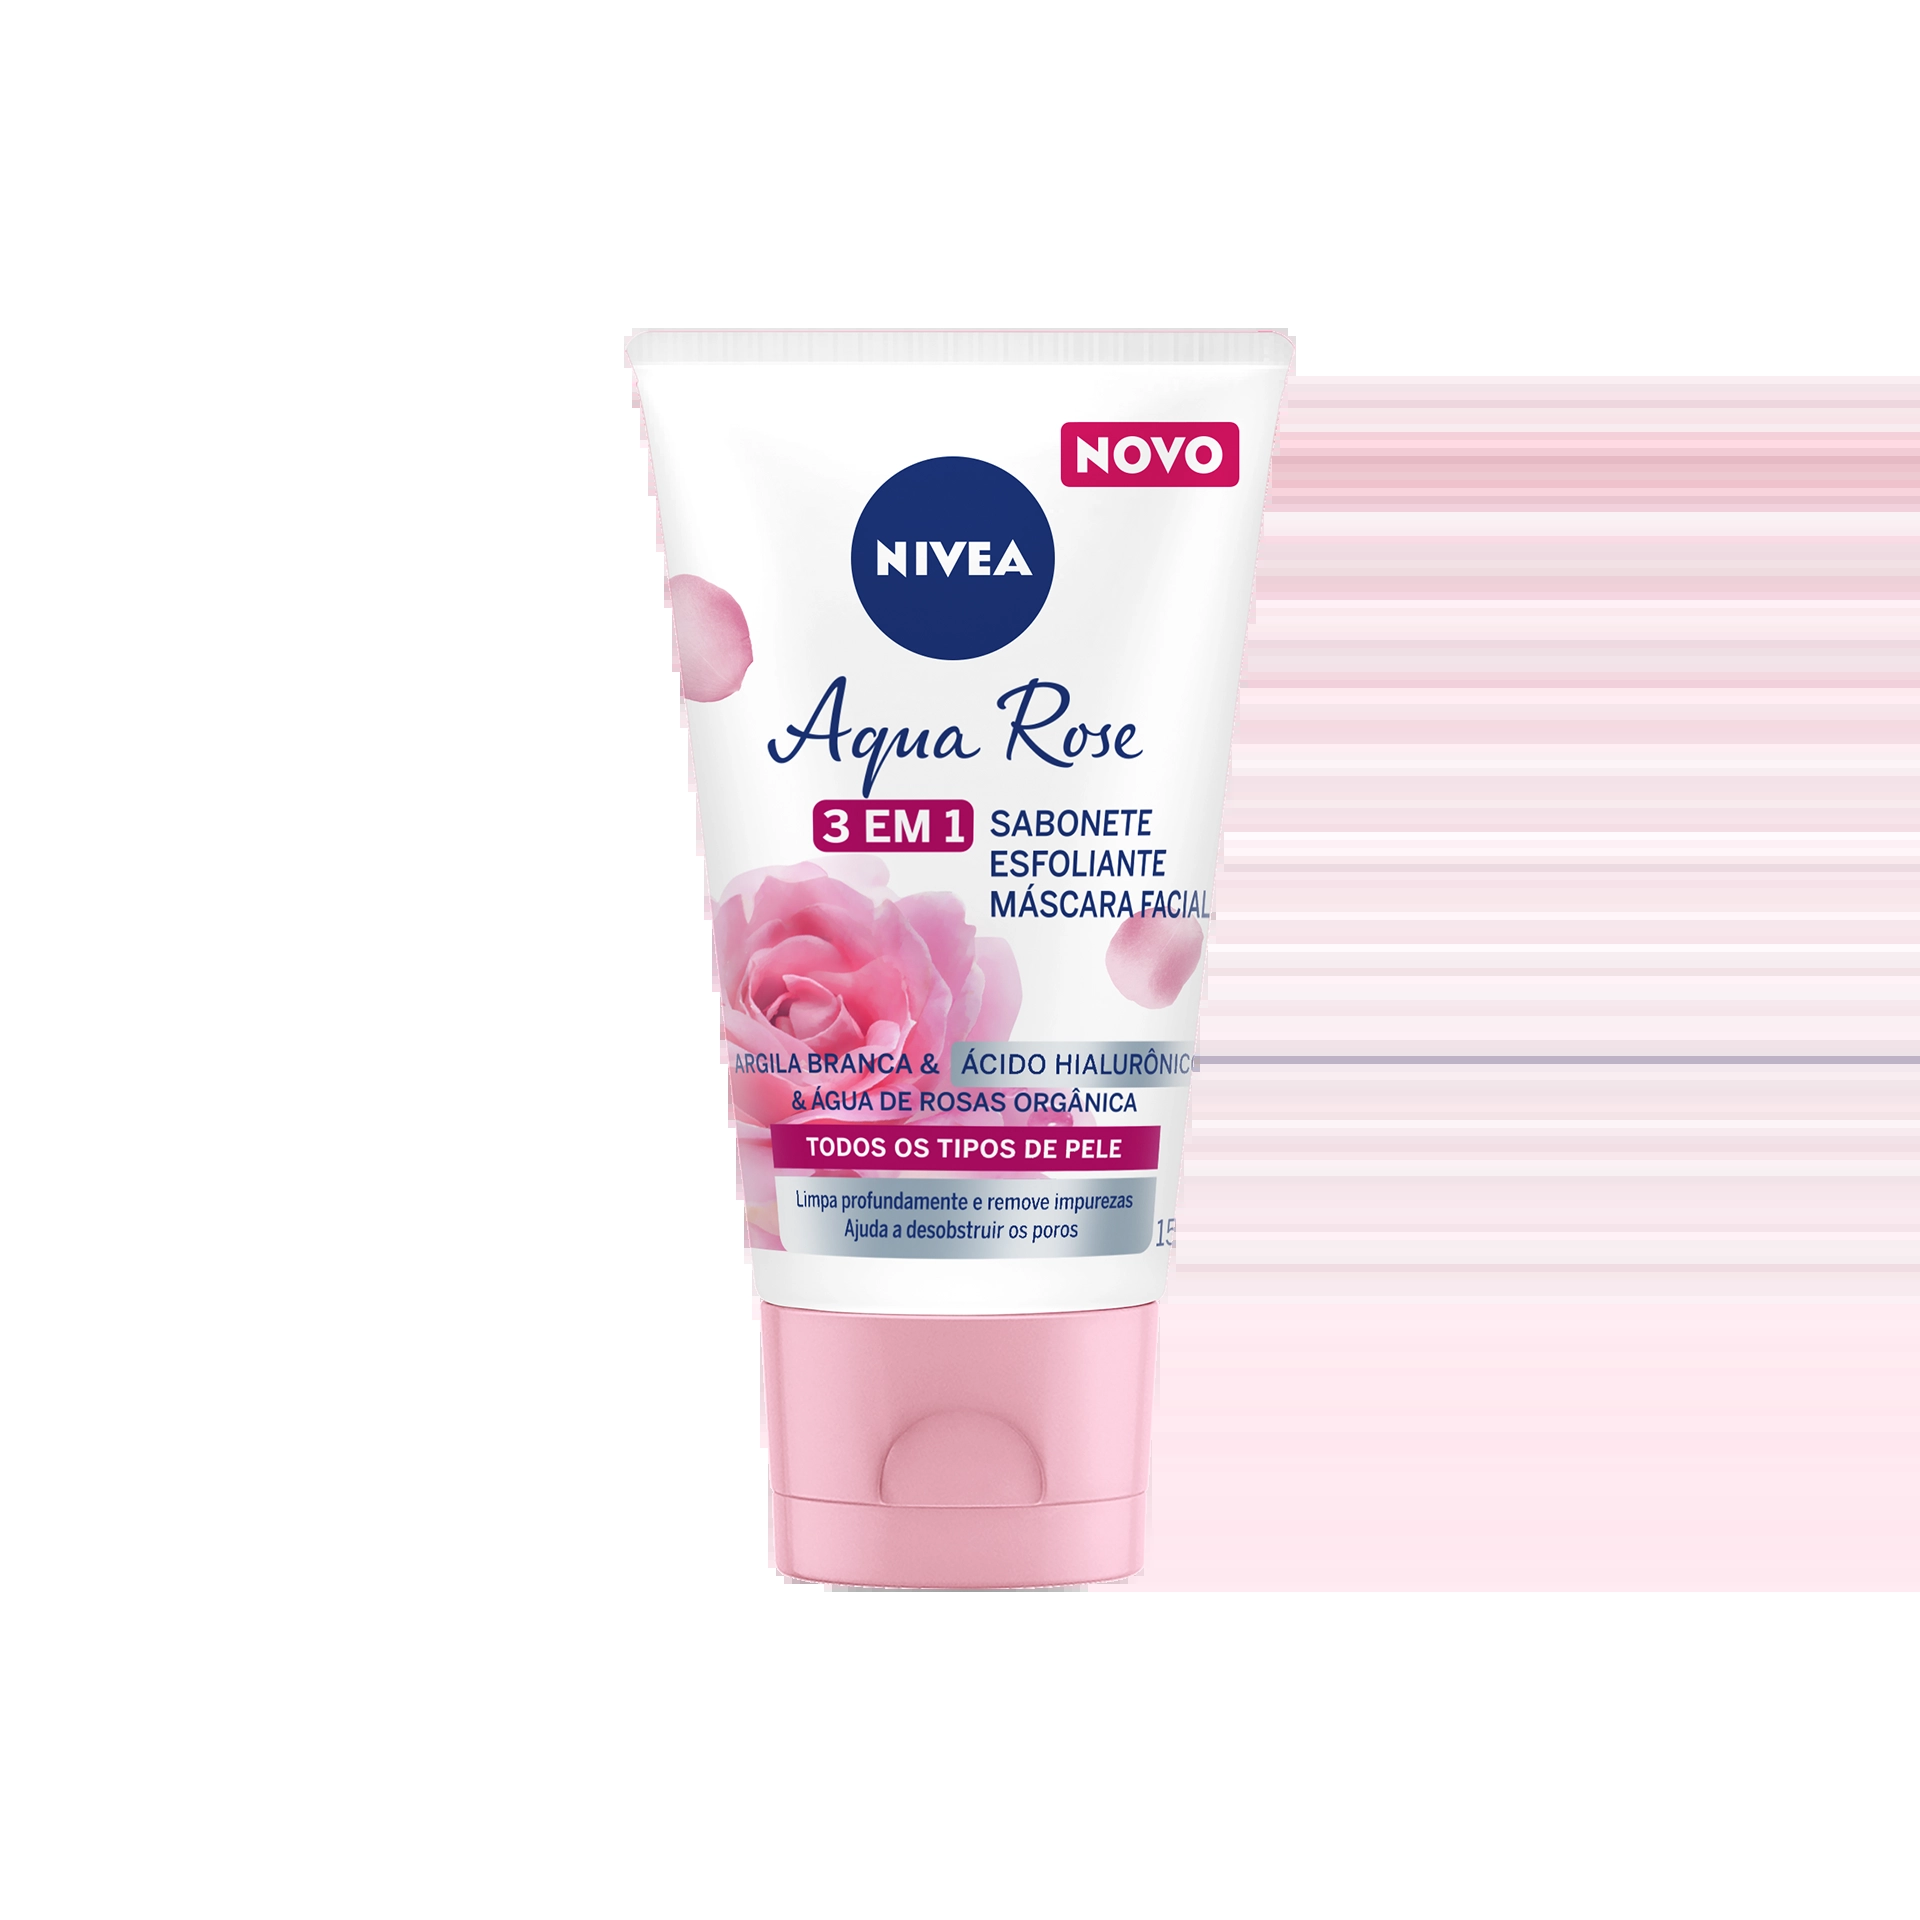 NOVO
NIVEA
Aqua Rose
3 EM 1
SABONETE
ESFOLIANTE
MÁSCARA FACIAL
ARGILA BRANCA & ÁCIDO HIALURÔNICO
& ÁGUA DE ROSAS ORGÂNICA
TODOS OS TIPOS DE PELE
Limpa profundamente e remove impurezas
Ajuda a desobstruir os poros